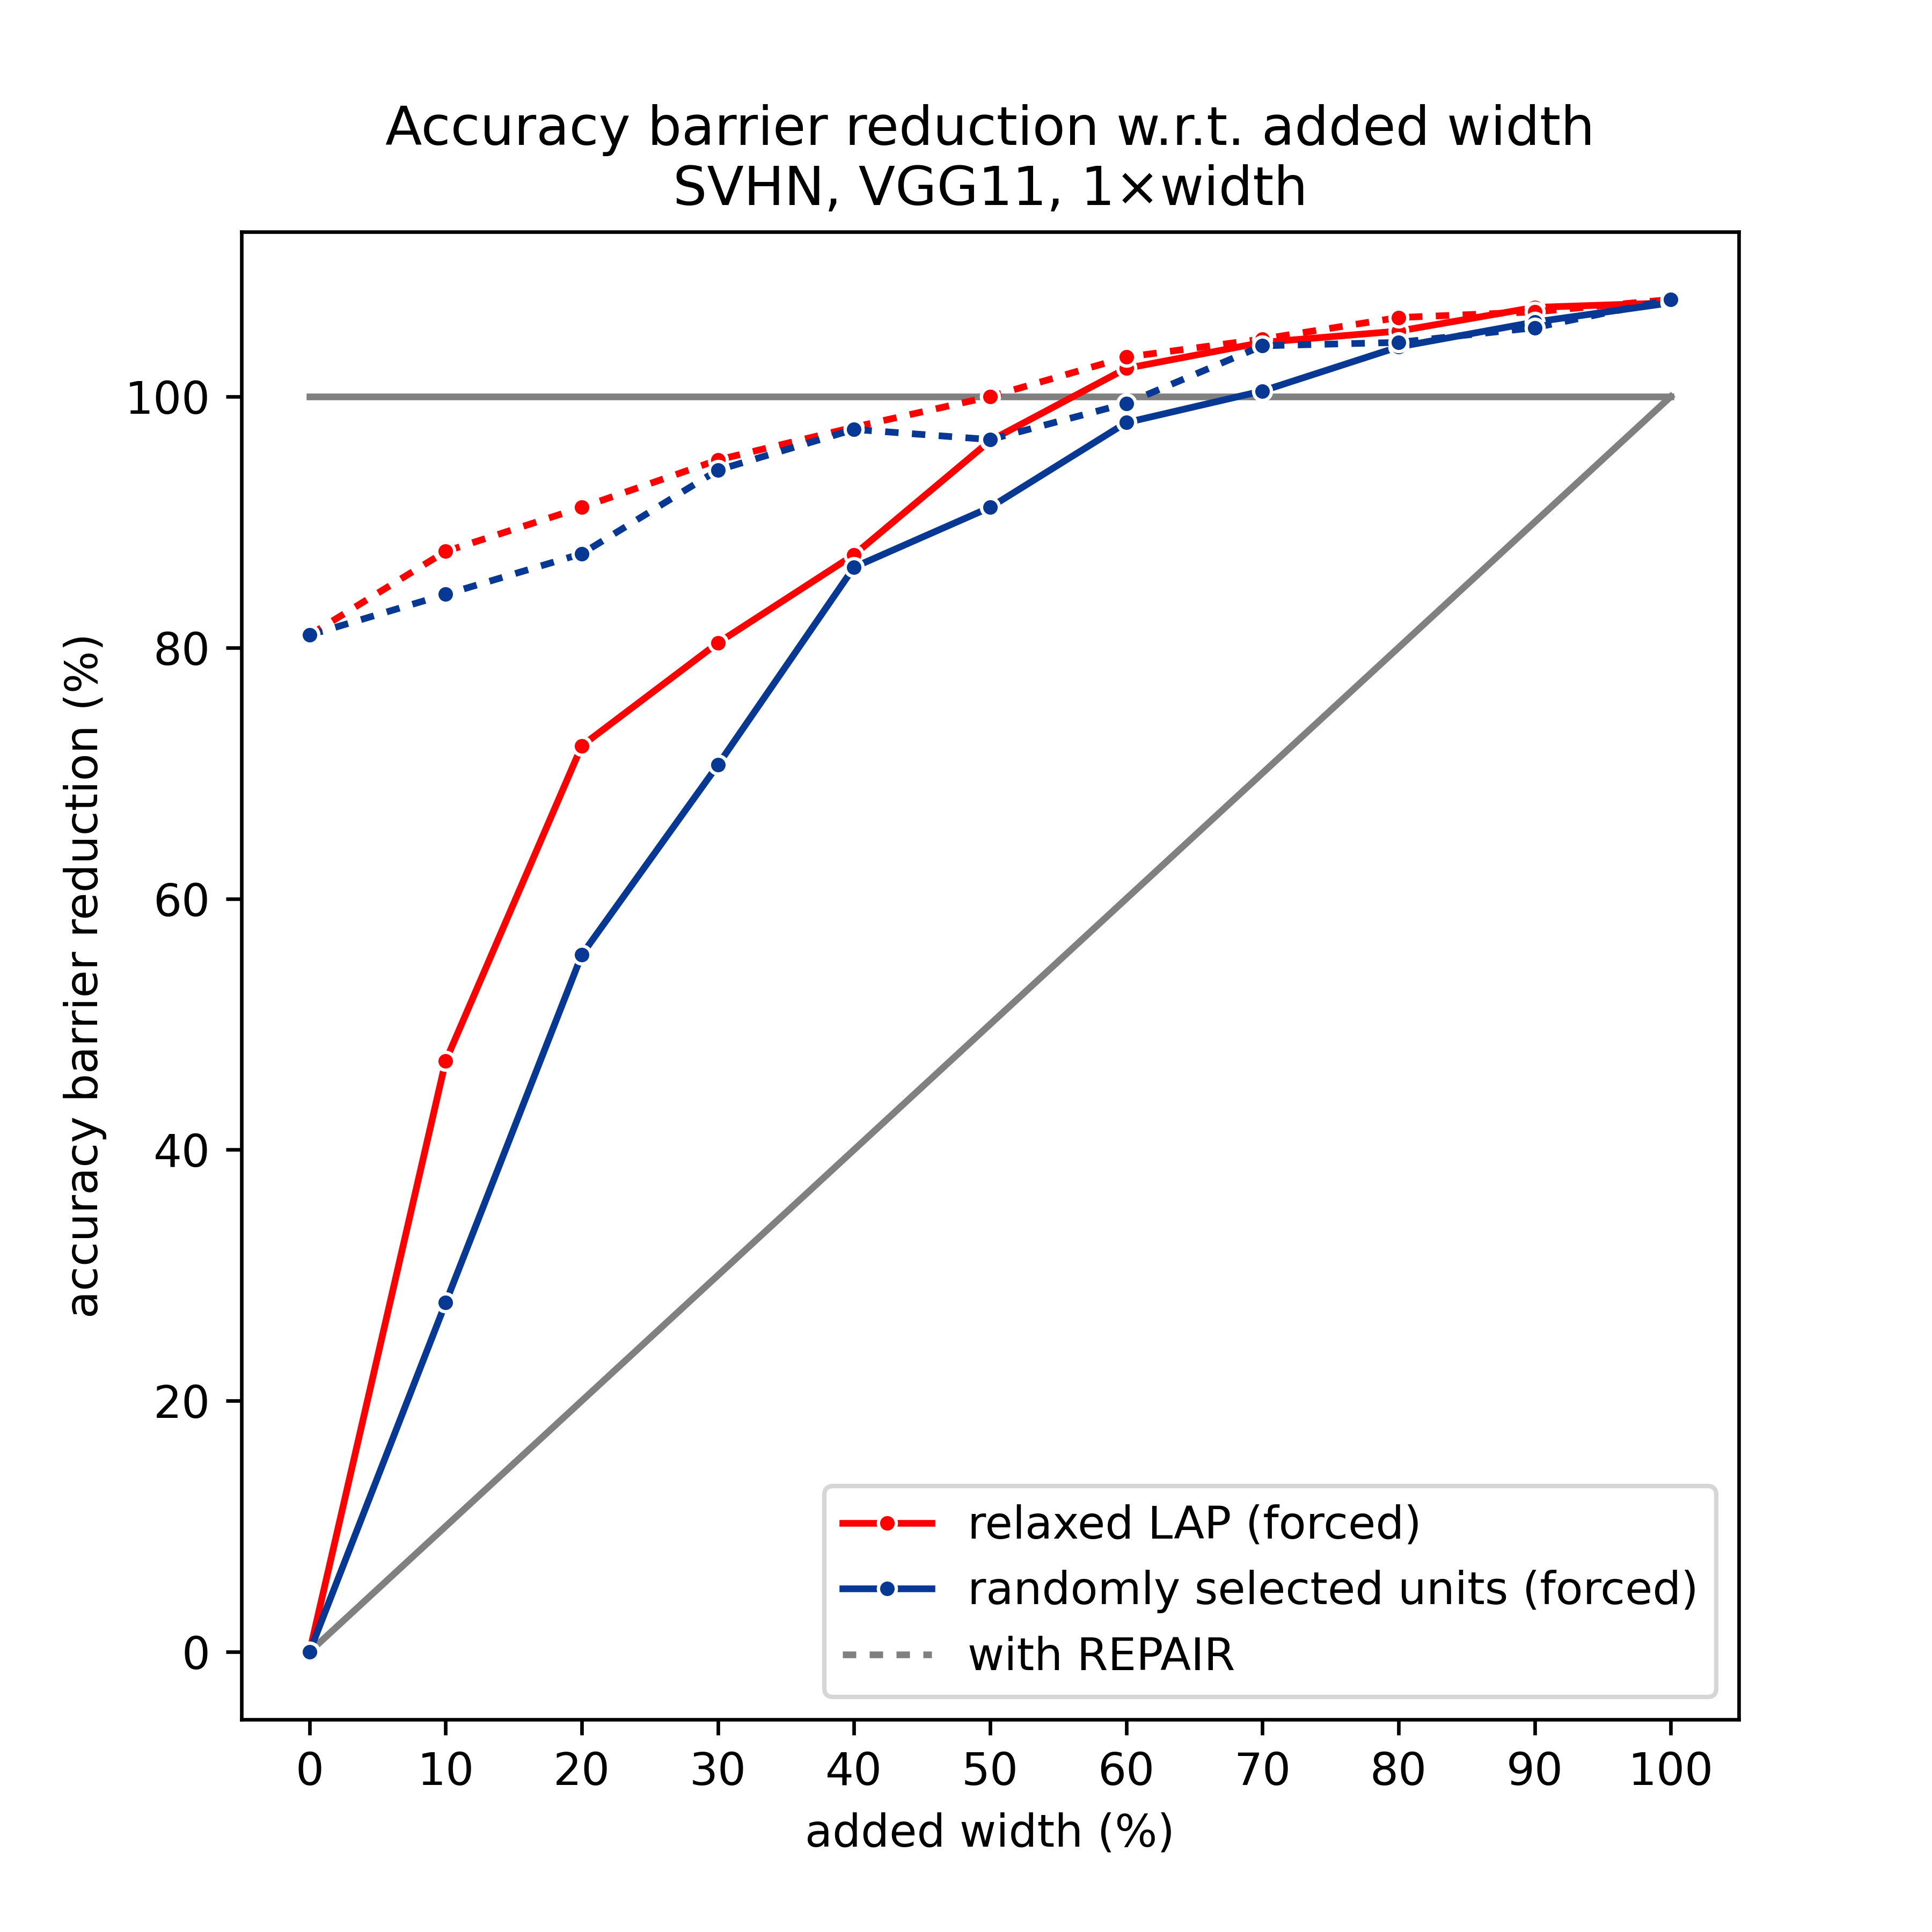 Accuracy barrier reduction w.r.t. added width
SVHN, VGG11, 1×width
accuracy barrier reduction (%)
100
80
60
40
20
0
0 10 20 30 40 50 60 70 80 90 100
added width (%)
relaxed LAP (forced)
randomly selected units (forced)
with REPAIR